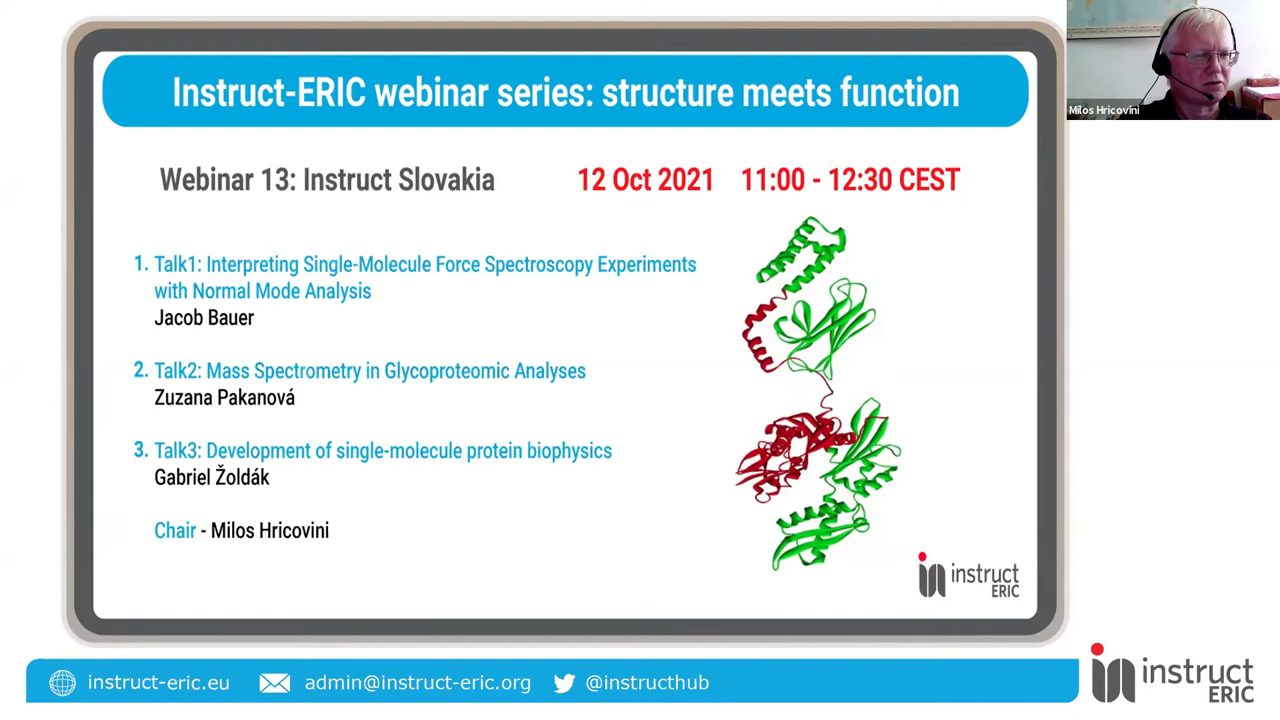 Instruct-ERIC webinar series: structure meets function
Milos Hricovini
Webinar 13: Instruct Slovakia
12 Oct 2021 11:00 - 12:30 CEST
1. Talk1: Interpreting Single-Molecule Force Spectroscopy Experiments
with Normal Mode Analysis
Jacob Bauer
2. Talk2: Mass Spectrometry in Glycoproteomic Analyses
Zuzana Pakanová
3. Talk3: Development of single-molecule protein biophysics
Gabriel Žoldák
Chair - Milos Hricovini
instruct
ERIC
instruct-eric.eu
admin@instruct-eric.org
@instructhub
instruct
ERIC